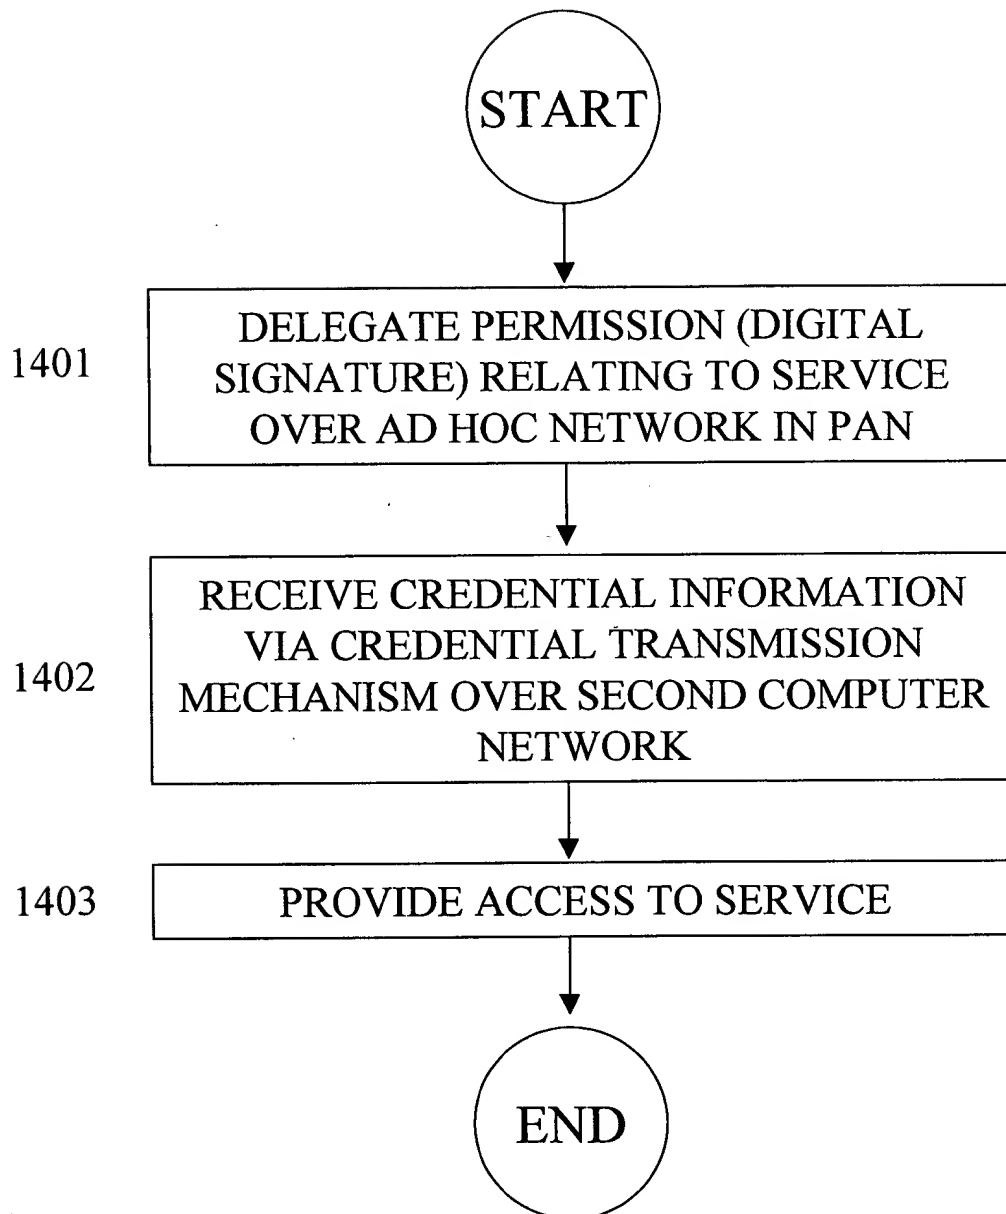 START
1401
DELEGATE PERMISSION (DIGITAL
SIGNATURE) RELATING TO SERVICE
OVER AD HOC NETWORK IN PAN
1402
RECEIVE CREDENTIAL INFORMATION
VIA CREDENTIAL TRANSMISSION
MECHANISM OVER SECOND COMPUTER
NETWORK
1403
PROVIDE ACCESS TO SERVICE
END